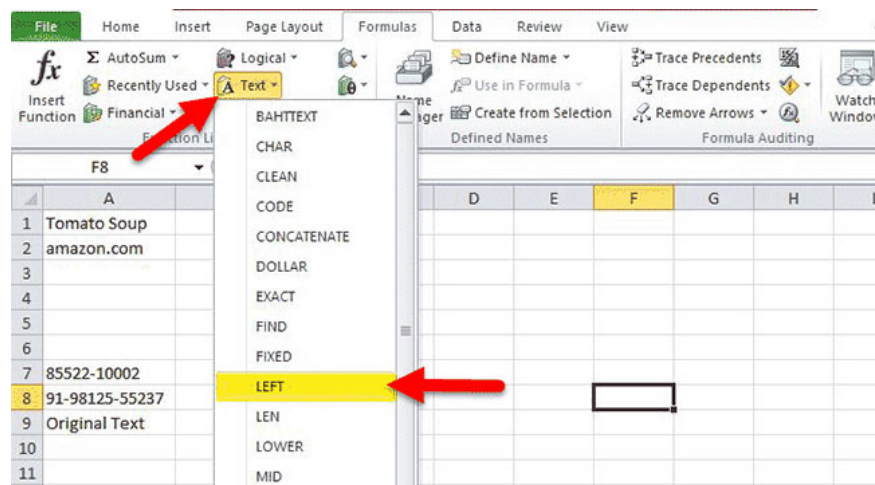 File Home Insert Page Layout Formulas Data Review View
fx Σ AutoSum Logical Define Name Trace Precedents
Recently Used A Text θ Use in Formula Trace Dependents
Insert Function Financial Create from Selection Remove Arrows Watch
Defined Names Formula Auditing
F8
A D E F G H
1 Tomato Soup
2 amazon.com
3
4
5
6
7 85522-10002
8 91-98125-55237
9 Original Text
10
11
BAHTTEXT
CHAR
CLEAN
CODE
CONCATENATE
DOLLAR
EXACT
FIND
FIXED
LEFT
LEN
LOWER
MID